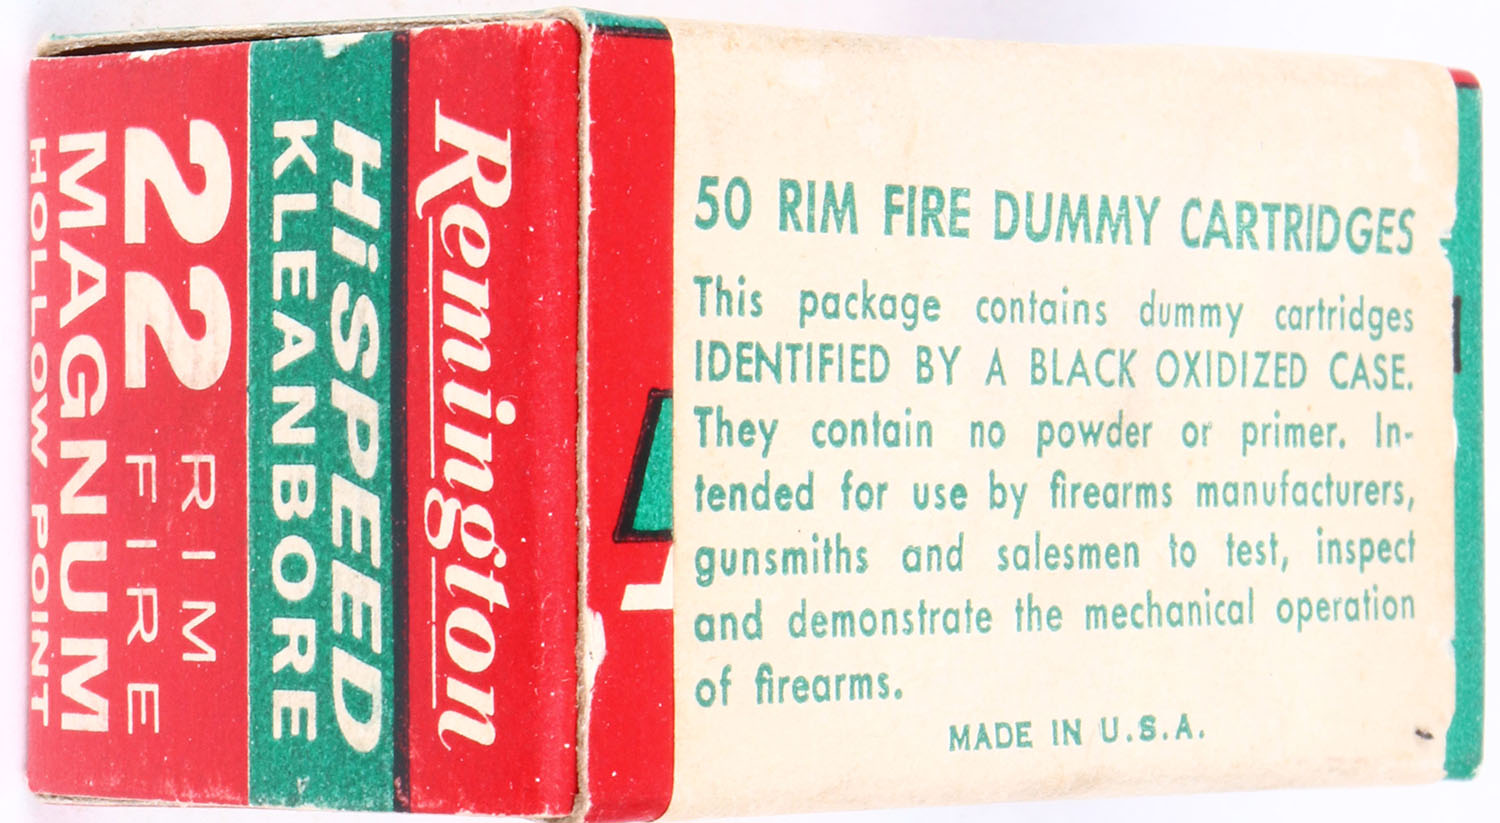 Remington
HiSPEED
KLEANBORE
22 RIM
FIRE
MAGNUM
HOLLOW POINT
50 RIM FIRE DUMMY CARTRIDGES
This package contains dummy cartridges
IDENTIFIED BY A BLACK OXIDIZED CASE.
They contain no powder or primer. In-
tended for use by firearms manufacturers,
gunsmiths and salesmen to test, inspect
and demonstrate the mechanical operation
of firearms.
MADE IN U.S.A.